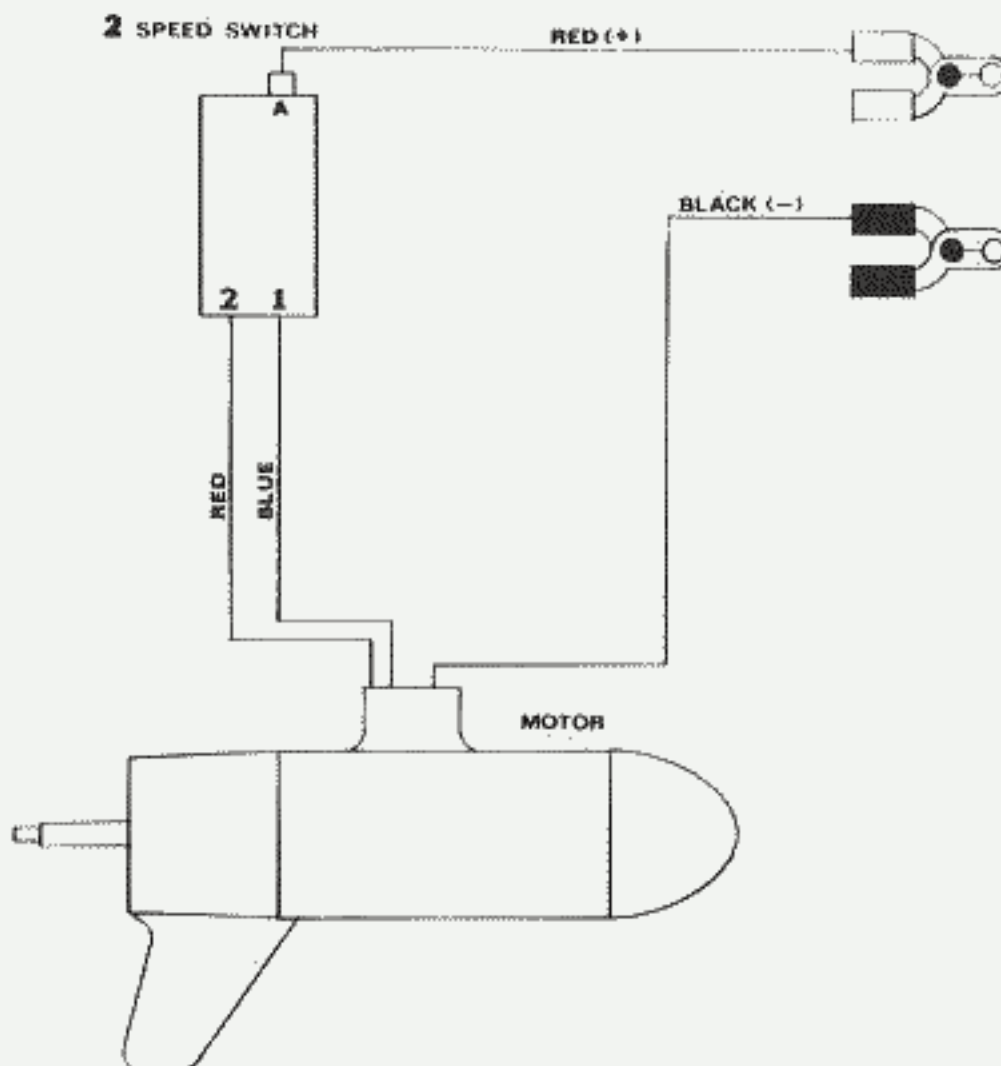 2 SPEED SWITCH
RED (+)
A
BLACK (-)
2 1
RED
BLUE
MOTOR